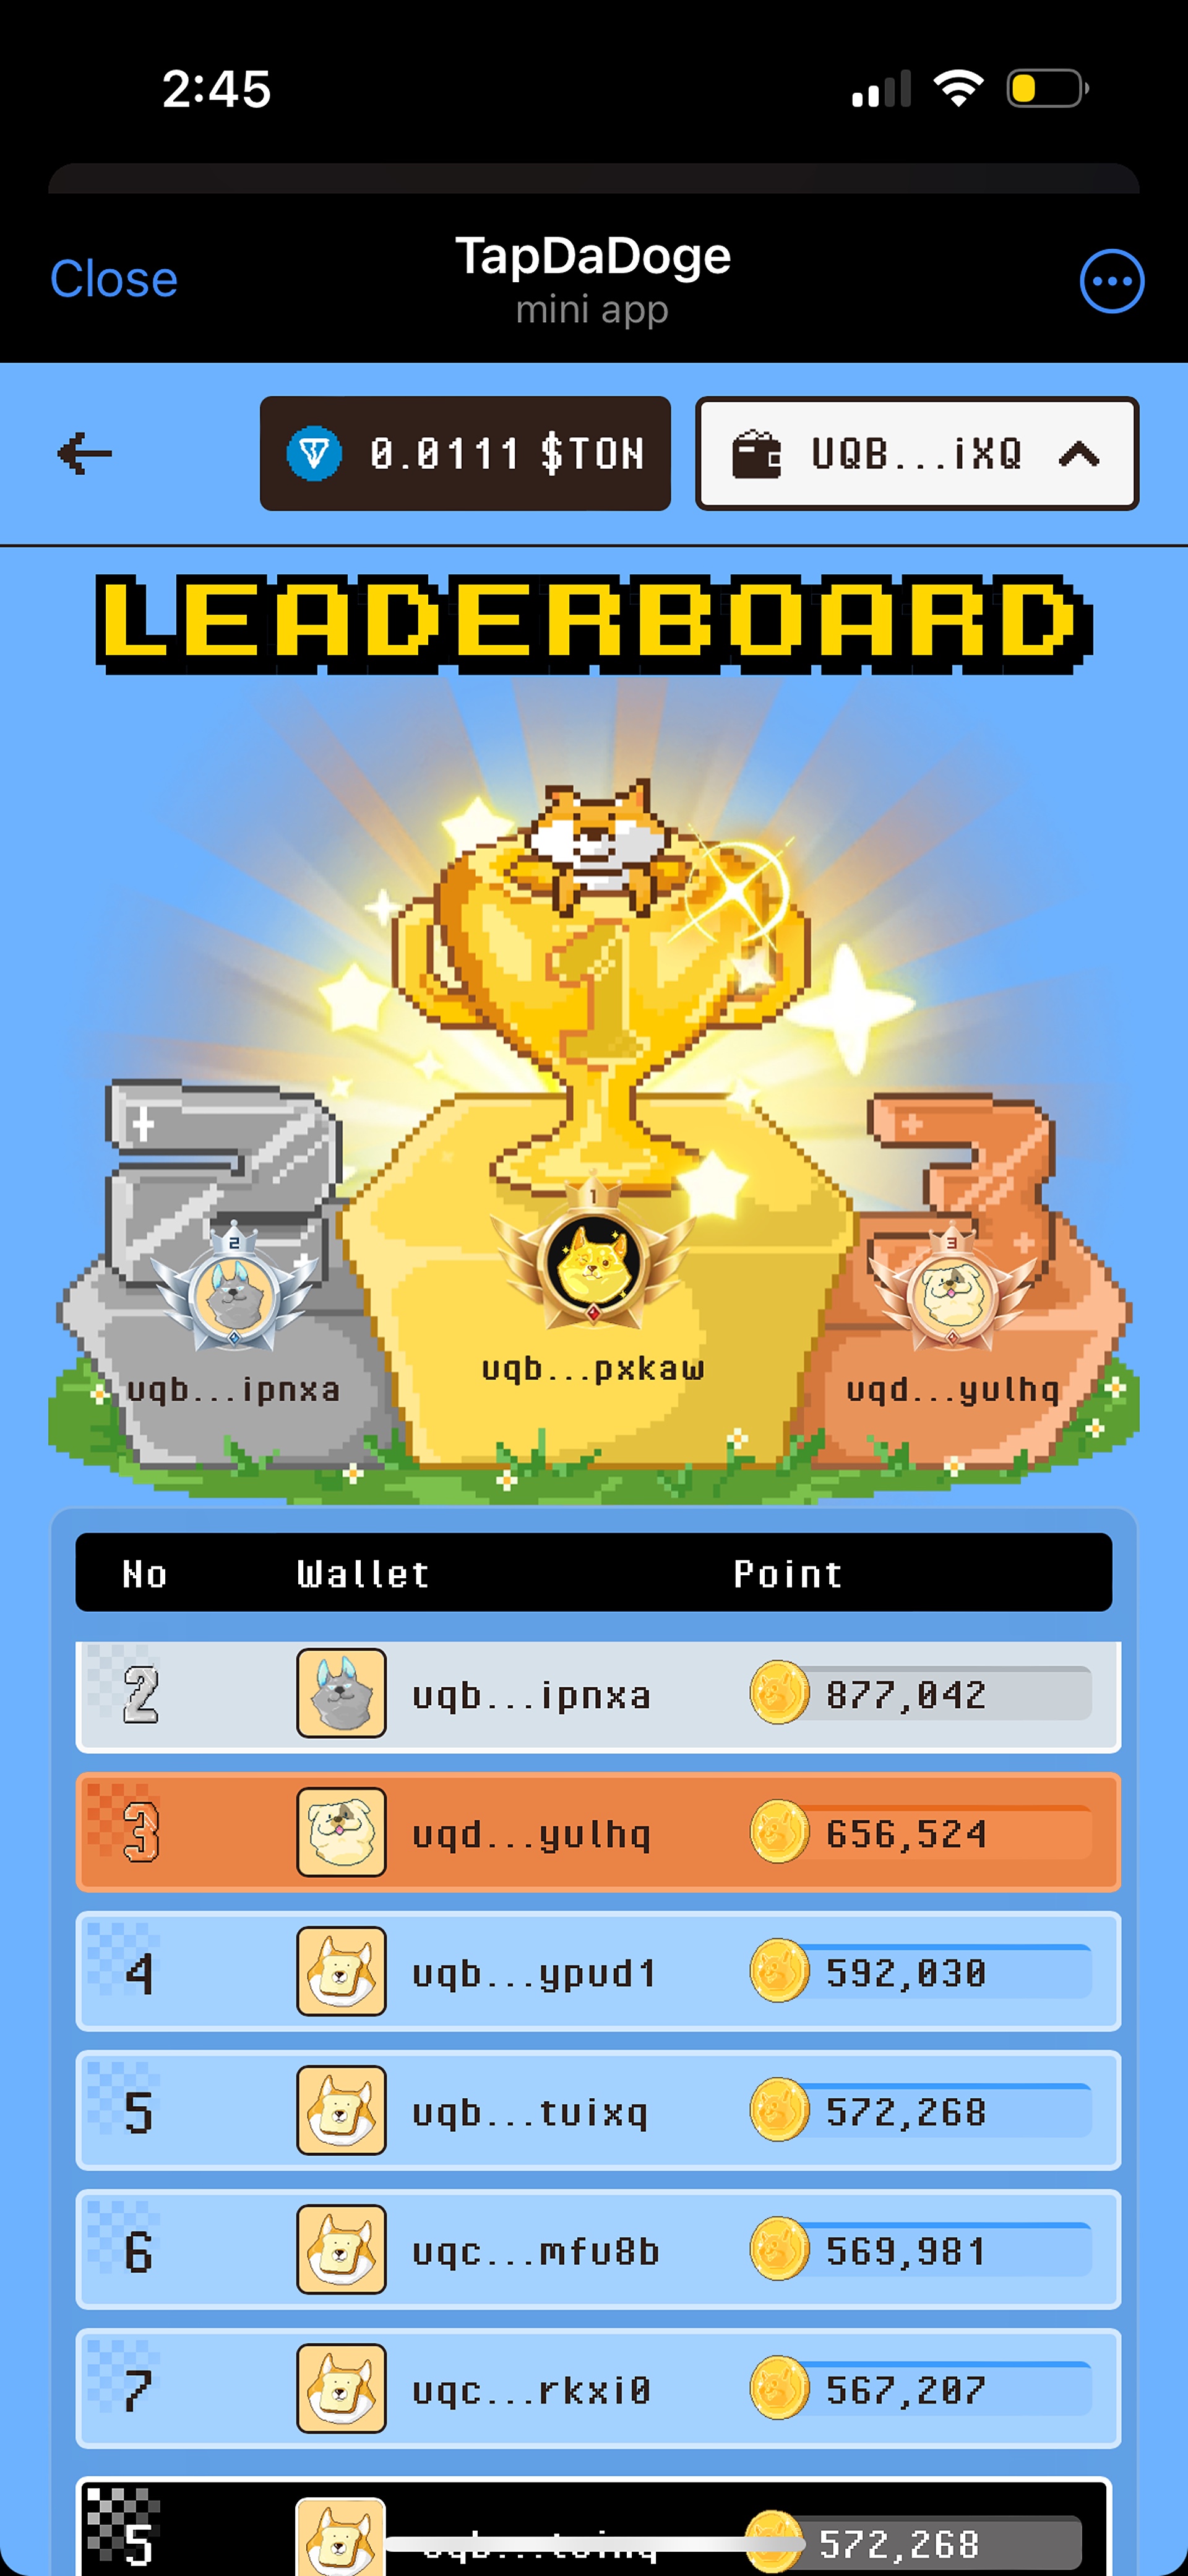 2:45
Close
TapDaDoge
mini app
0.0111 $TON
UQB...iXQ
LEADERBOARD
1
2
3
2
1
3
uqb...ipnxa
uqb...pxkaw
uqd...yulhq
No Wallet Point
2 uqb...ipnxa 877,042
3 uqd...yulhq 656,524
4 uqb...ypud1 592,030
5 uqb...tuixq 572,268
6 uqc...mfu8b 569,981
7 uqc...rkxi0 567,207
5 572,268